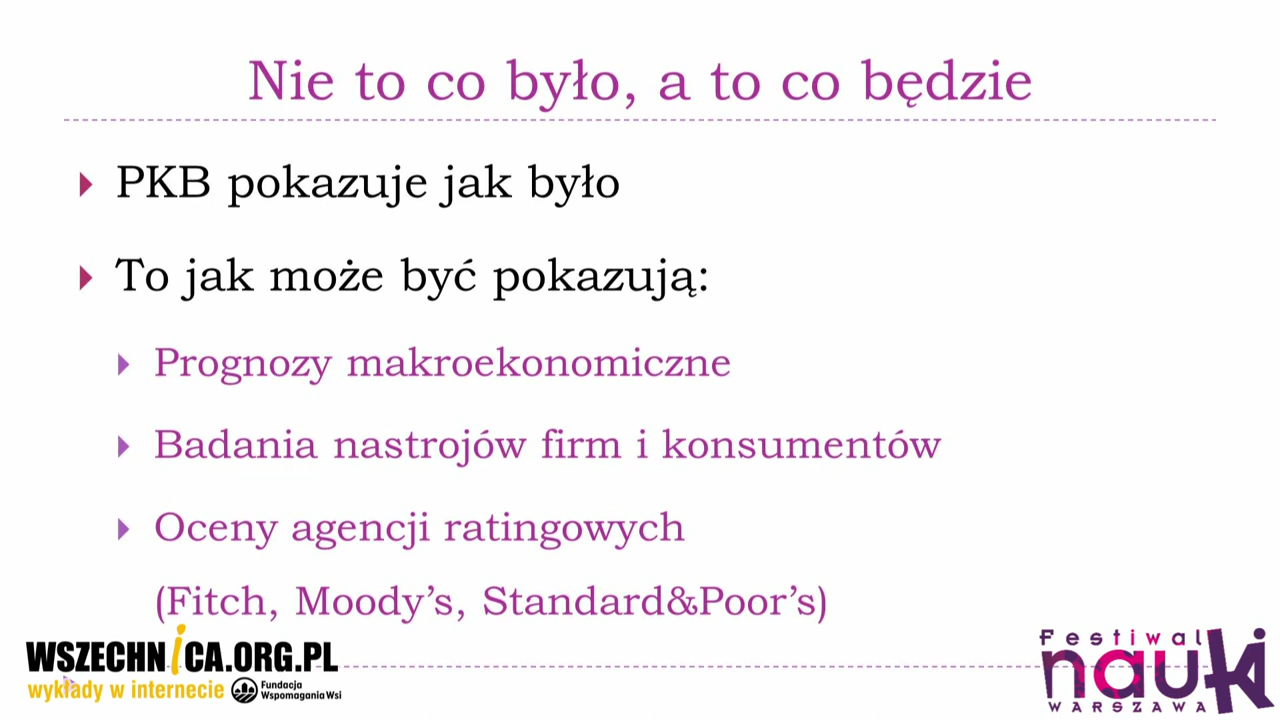 Nie to co było, a to co będzie
PKB pokazuje jak było
To jak może być pokazują:
Prognozy makroekonomiczne
Badania nastrojów firm i konsumentów
Oceny agencji ratingowych
(Fitch, Moody’s, Standard&Poor’s)
WSZECHNiCA.ORG.PL
wykłady w internecie
Fundacja
Wspomagania Wsi
Festiwal
nauki
WARSZAWA